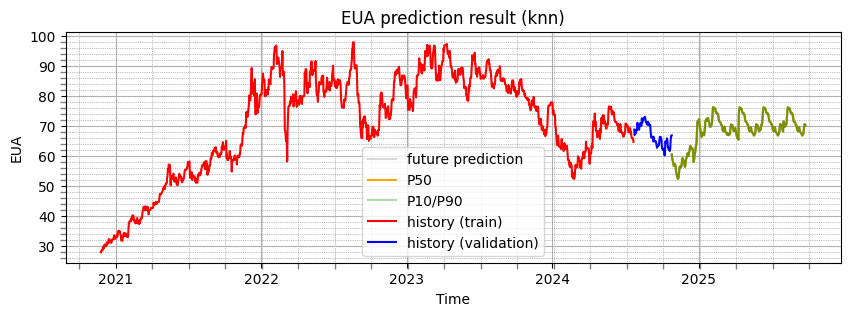 EUA prediction result (knn)
100
90
80
70
60
50
40
30
EUA
future prediction
P50
P10/P90
history (train)
history (validation)
2021 2022 2023 2024 2025
Time